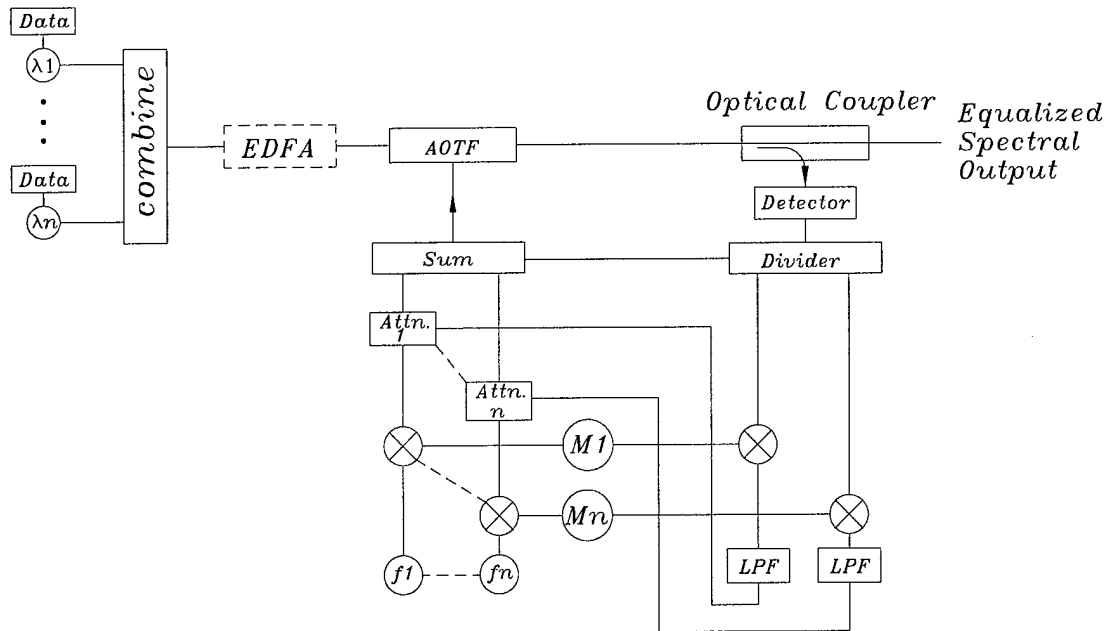 Data
λ1
Data
λn
combine
EDFA
AOTF
Optical Coupler
Equalized
Spectral
Output
Detector
Sum
Divider
Attn.
1
Attn.
n
M1
Mn
f1
fn
LPF
LPF